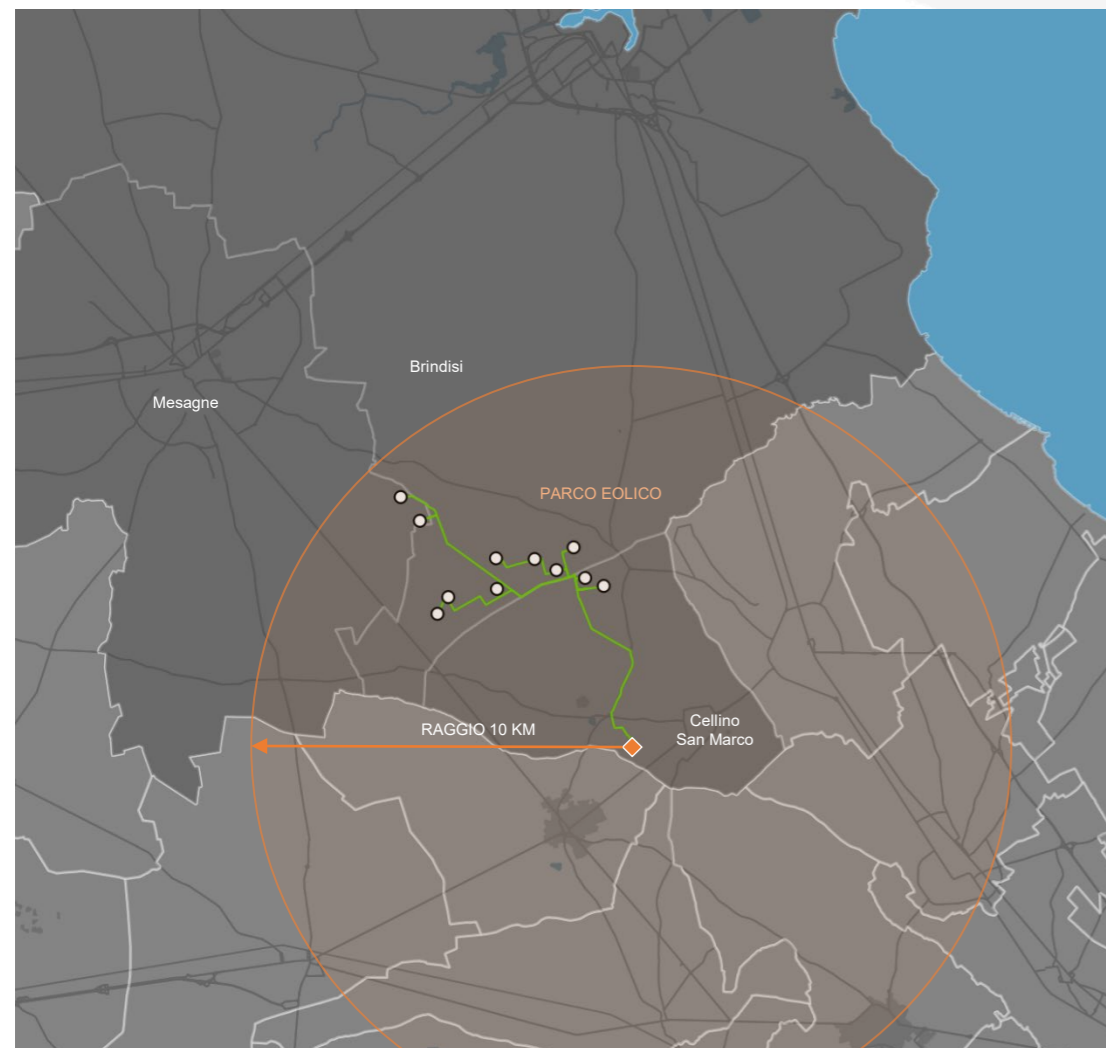 Brindisi
Mesagne
PARCO EOLICO
RAGGIO 10 KM
Cellino
San Marco